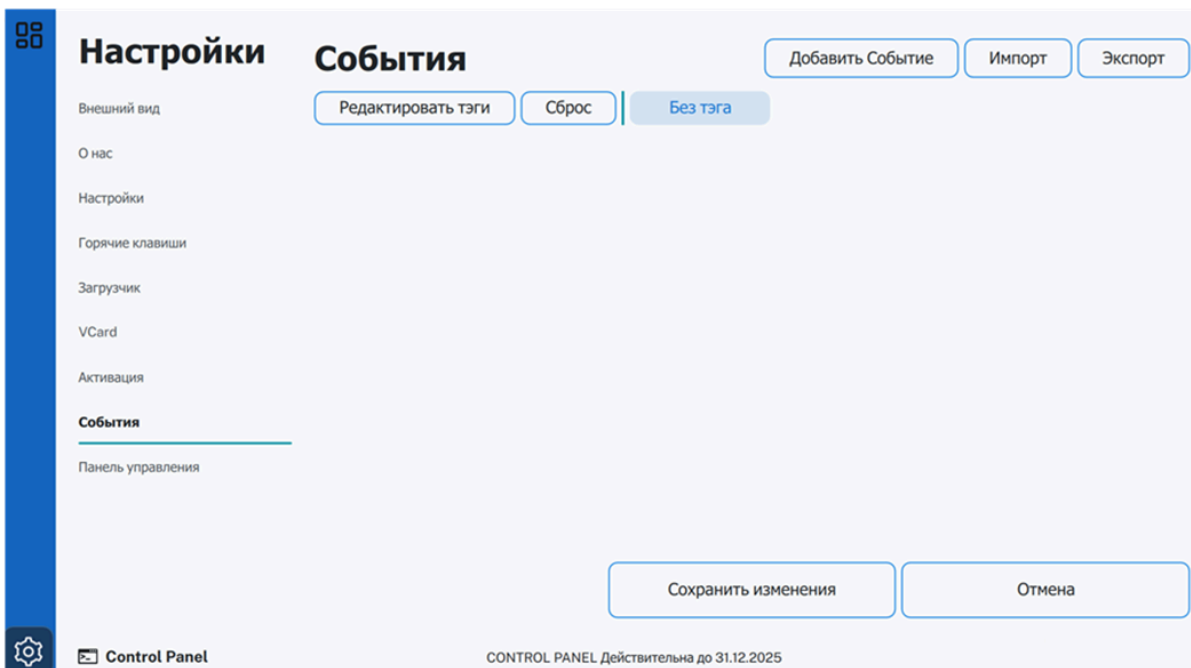 Настройки
Внешний вид
О нас
Настройки
Горячие клавиши
Загрузчик
VCard
Активация
События
Панель управления
События
Добавить Событие
Импорт
Экспорт
Редактировать тэги
Сброс
Без тэга
Сохранить изменения
Отмена
Control Panel
CONTROL PANEL Действительна до 31.12.2025